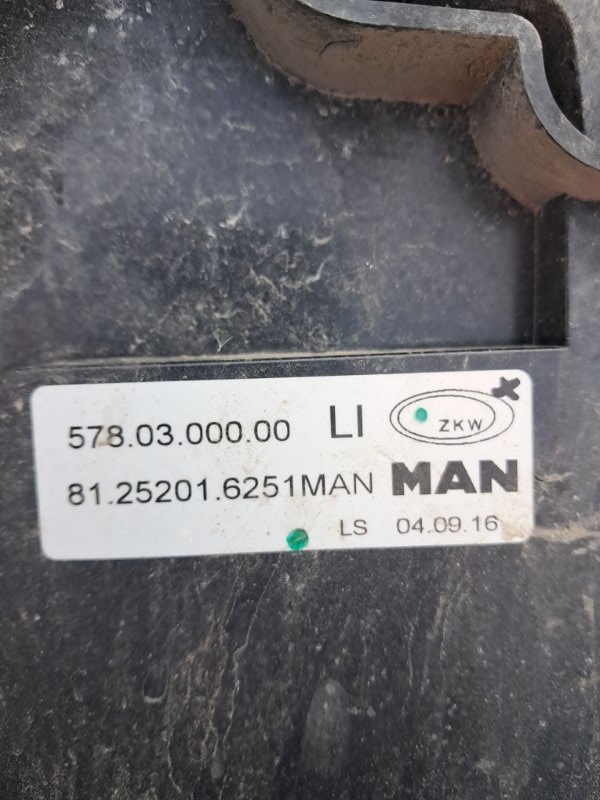 578.03.000.00 LI ZKW
81.25201.6251MAN MAN
LS 04.09.16